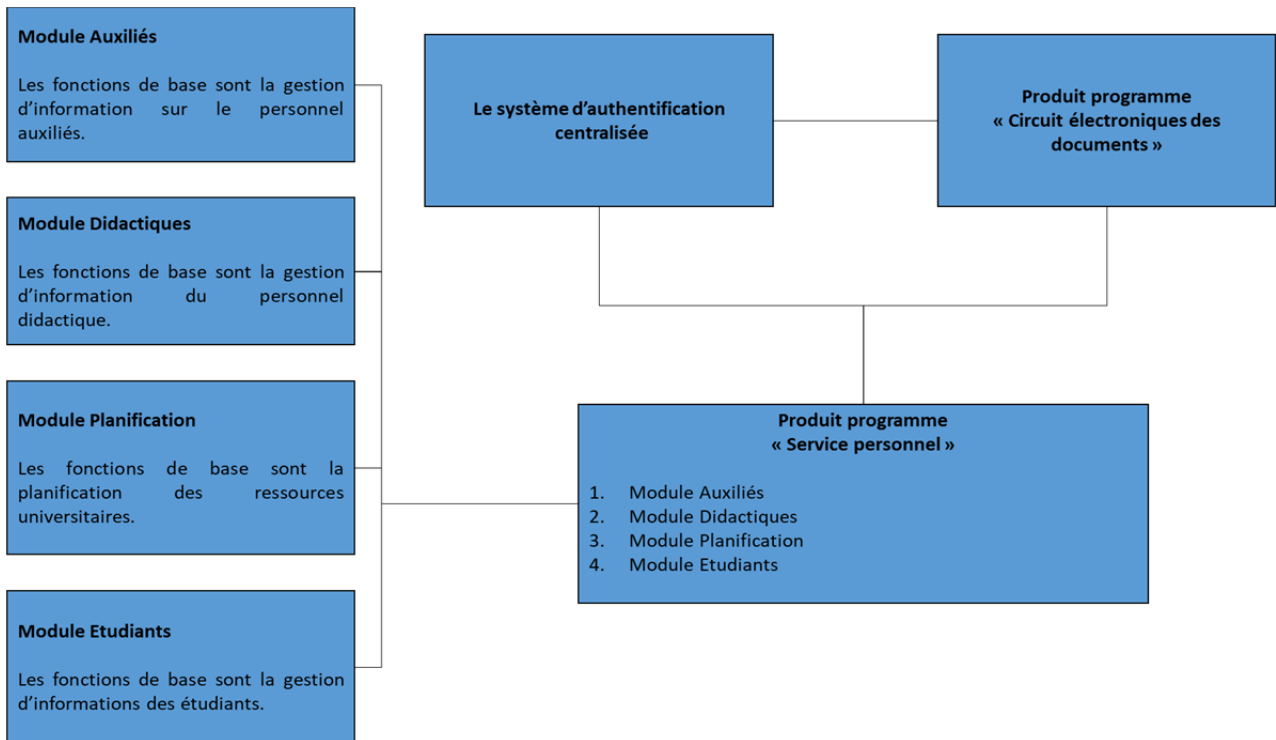 Module Auxiliés
Les fonctions de base sont la gestion
d’information sur le personnel
auxiliés.
Module Didactiques
Les fonctions de base sont la gestion
d’information du personnel
didactique.
Module Planification
Les fonctions de base sont la
planification des ressources
universitaires.
Module Etudiants
Les fonctions de base sont la gestion
d’informations des étudiants.
Le système d’authentification
centralisée
Produit programme
« Circuit électroniques des
documents »
Produit programme
« Service personnel »
1. Module Auxiliés
2. Module Didactiques
3. Module Planification
4. Module Etudiants